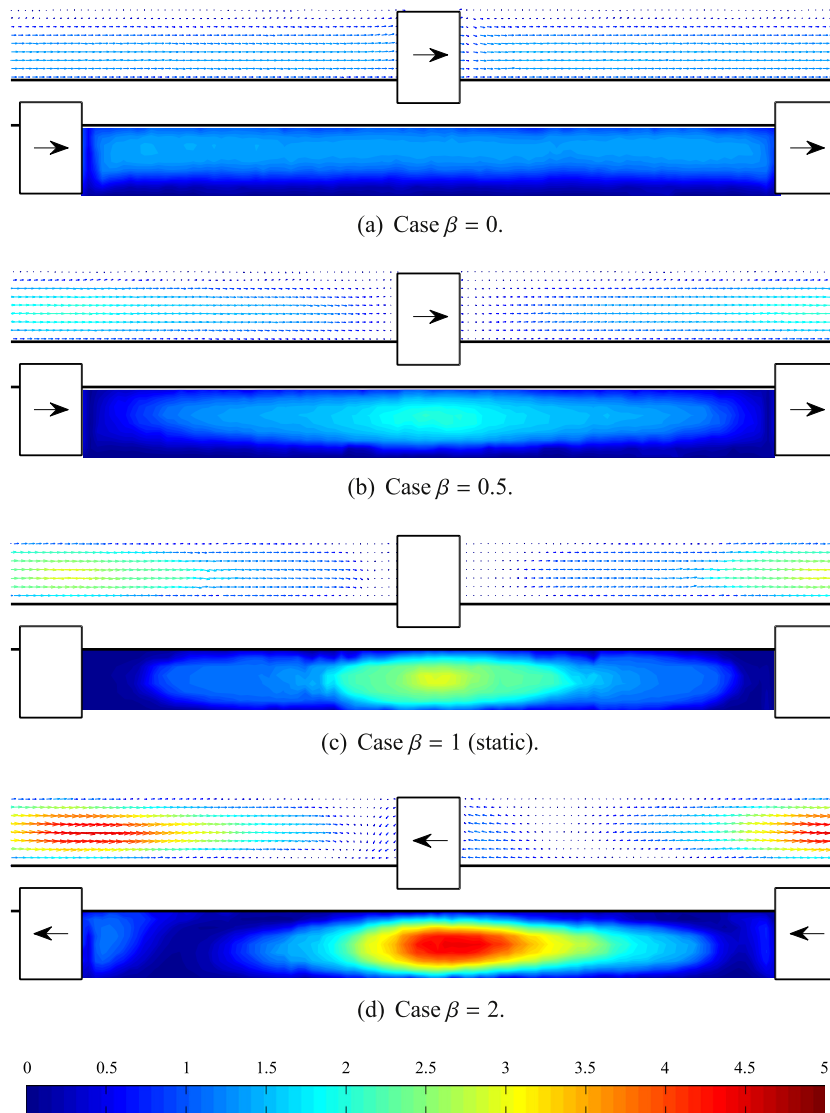 (a) Case β = 0.
(b) Case β = 0.5.
(c) Case β = 1 (static).
(d) Case β = 2.
0 0.5 1 1.5 2 2.5 3 3.5 4 4.5 5